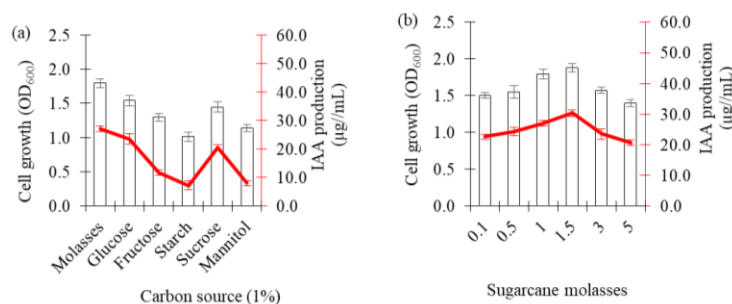 (a)
Cell growth (OD600)
2.5
2.0
1.5
1.0
0.5
0.0
60.0
50.0
40.0
30.0
20.0
10.0
0.0
IAA production
(µg//mL)
Molasses
Glucose
Fructose
Starch
Sucrose
Mannitol
Carbon source (1%)
(b)
Cell growth (OD600)
2.5
2.0
1.5
1.0
0.5
0.0
60.0
50.0
40.0
30.0
20.0
10.0
0.0
IAA production
(µg//mL)
0.1
0.5
1
1.5
3
5
Sugarcane molasses